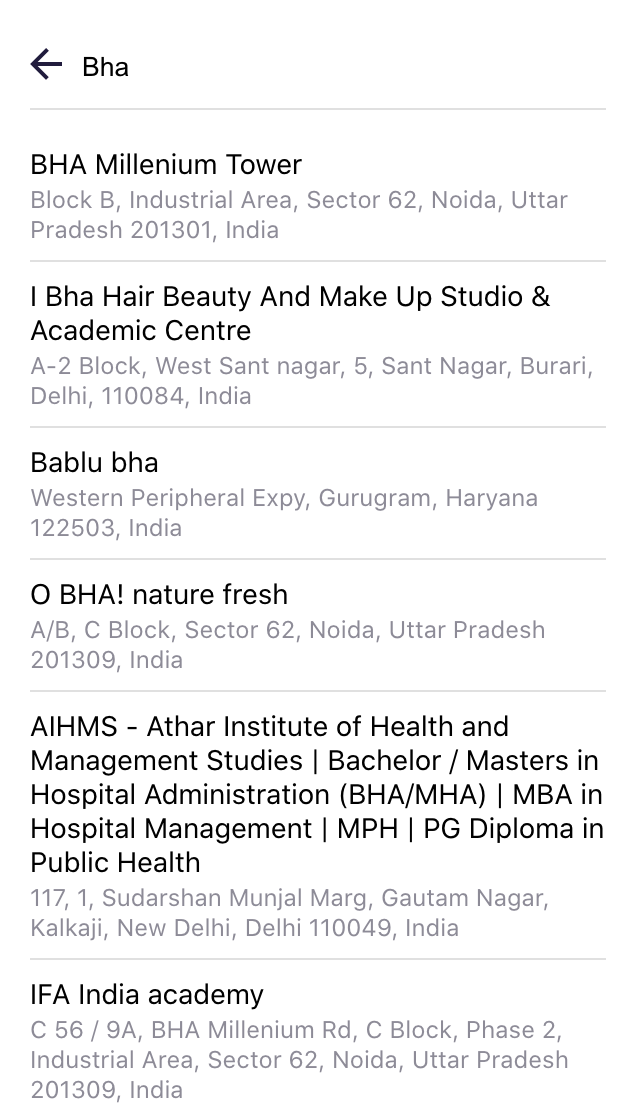 Bha
BHA Millenium Tower
Block B, Industrial Area, Sector 62, Noida, Uttar
Pradesh 201301, India
I Bha Hair Beauty And Make Up Studio &
Academic Centre
A-2 Block, West Sant nagar, 5, Sant Nagar, Burari,
Delhi, 110084, India
Bablu bha
Western Peripheral Expy, Gurugram, Haryana
122503, India
O BHA! nature fresh
A/B, C Block, Sector 62, Noida, Uttar Pradesh
201309, India
AIHMS - Athar Institute of Health and
Management Studies | Bachelor / Masters in
Hospital Administration (BHA/MHA) | MBA in
Hospital Management | MPH | PG Diploma in
Public Health
117, 1, Sudarshan Munjal Marg, Gautam Nagar,
Kalkaji, New Delhi, Delhi 110049, India
IFA India academy
C 56 / 9A, BHA Millenium Rd, C Block, Phase 2,
Industrial Area, Sector 62, Noida, Uttar Pradesh
201309, India